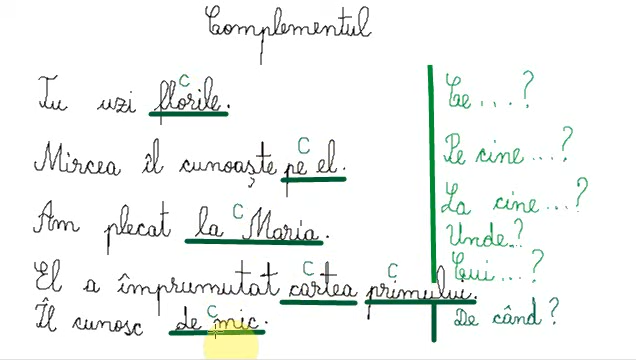 Complementul
C
Tu uzi florile.
Ce ....?
C
Mircea îl cunoaște pe el.
Pe cine ...?
C
Am plecat la Maria.
La cine...?
Unde..?
C C
El a împrumutat cartea primului.
Cui ...?
C
Îl cunosc de mic.
De când ?